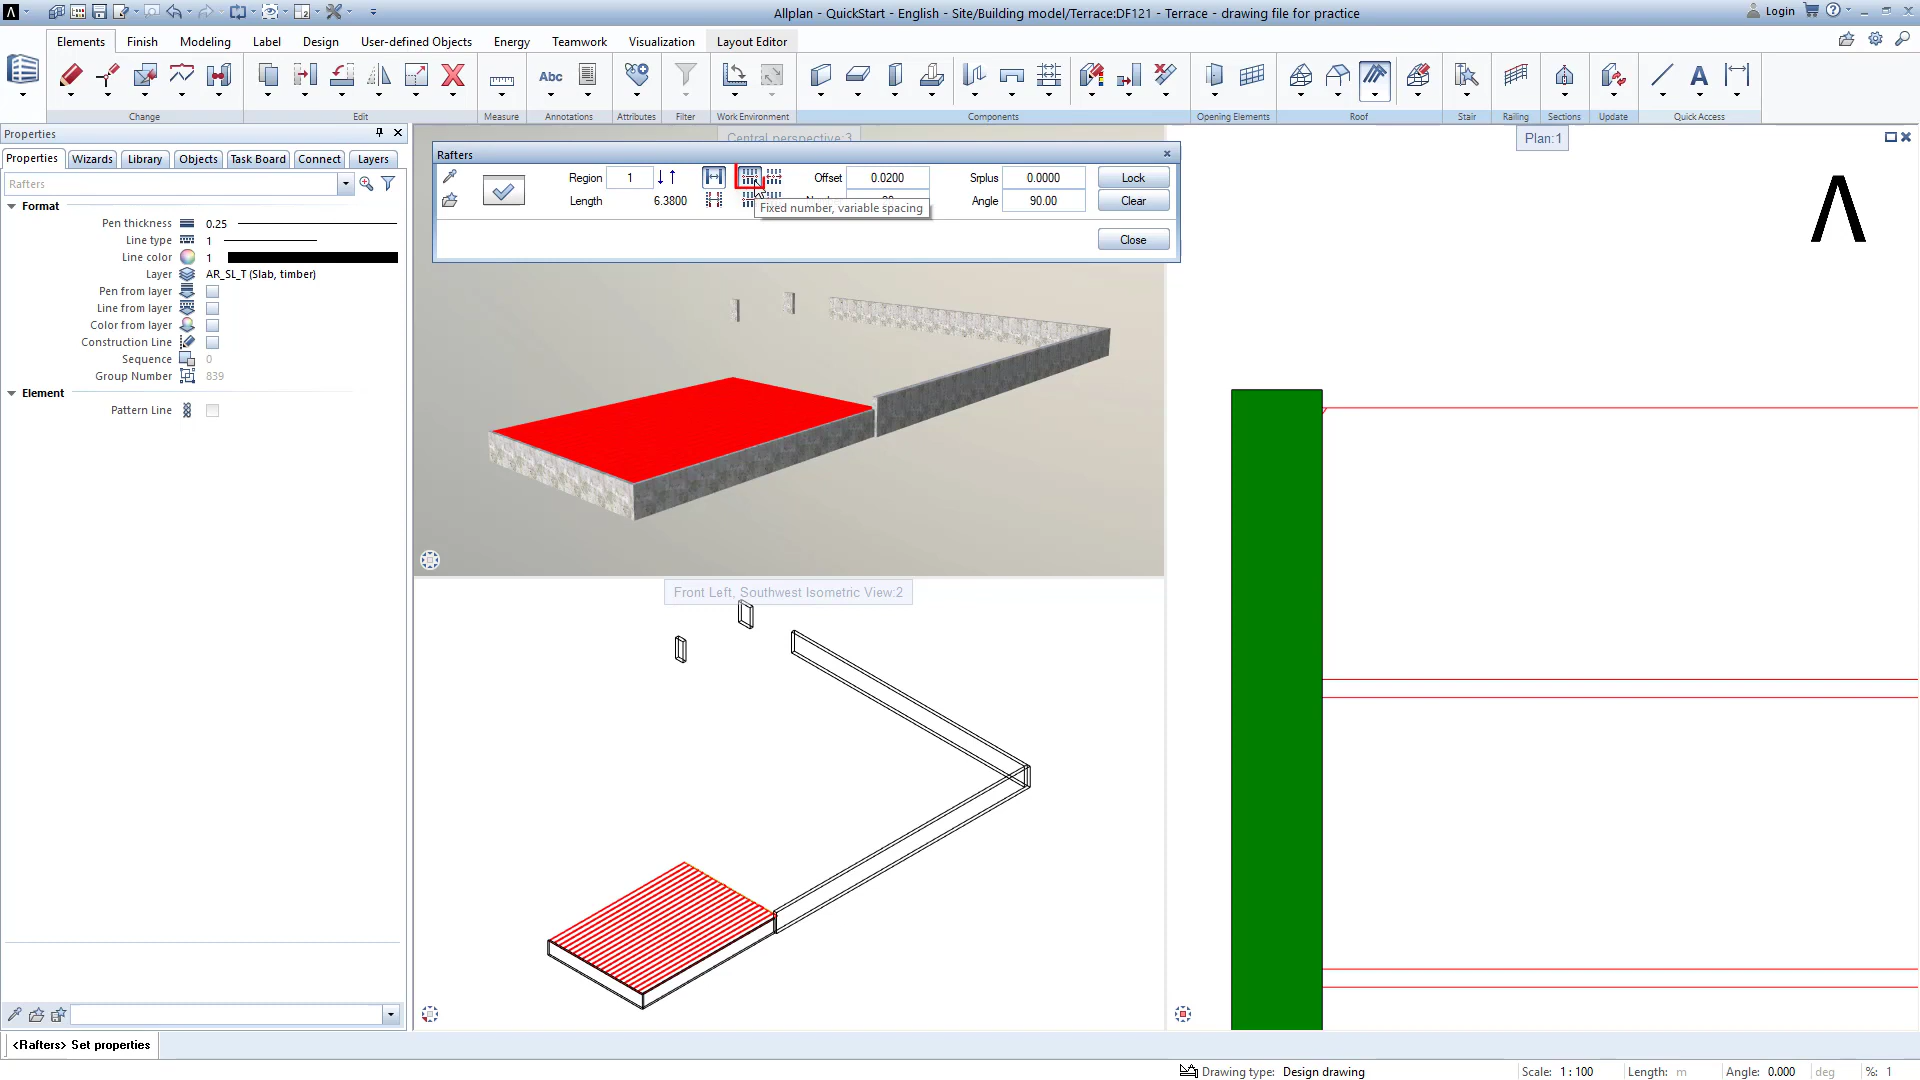 Allplan - QuickStart - English - Site/Building model/Terrace:DF121 - Terrace - drawing file for practice
Login
Elements
Finish
Modeling
Label
Design
User-defined Objects
Energy
Teamwork
Visualization
Layout Editor
Abc
A
Change
Edit
Measure
Annotations
Attributes
Filter
Work Environment
Components
Opening Elements
Roof
Stair
Railing
Sections
Update
Quick Access
Properties
Properties
Wizards
Library
Objects
Task Board
Connect
Layers
Rafters
Format
Pen thickness 0.25
Line type 1
Line color 1
Layer AR_SL_T (Slab, timber)
Pen from layer
Line from layer
Color from layer
Construction Line
Sequence 0
Group Number 839
Element
Pattern Line
Central perspective:3
Rafters
Region 1
Offset 0.0200
Srplus 0.0000
Lock
Length 6.3800
Angle 90.00
Clear
Fixed number, variable spacing
Close
Plan:1
Front Left, Southwest Isometric View:2
<Rafters> Set properties
Drawing type: Design drawing
Scale: 1 : 100
Length: m
Angle: 0.000
deg
%: 1